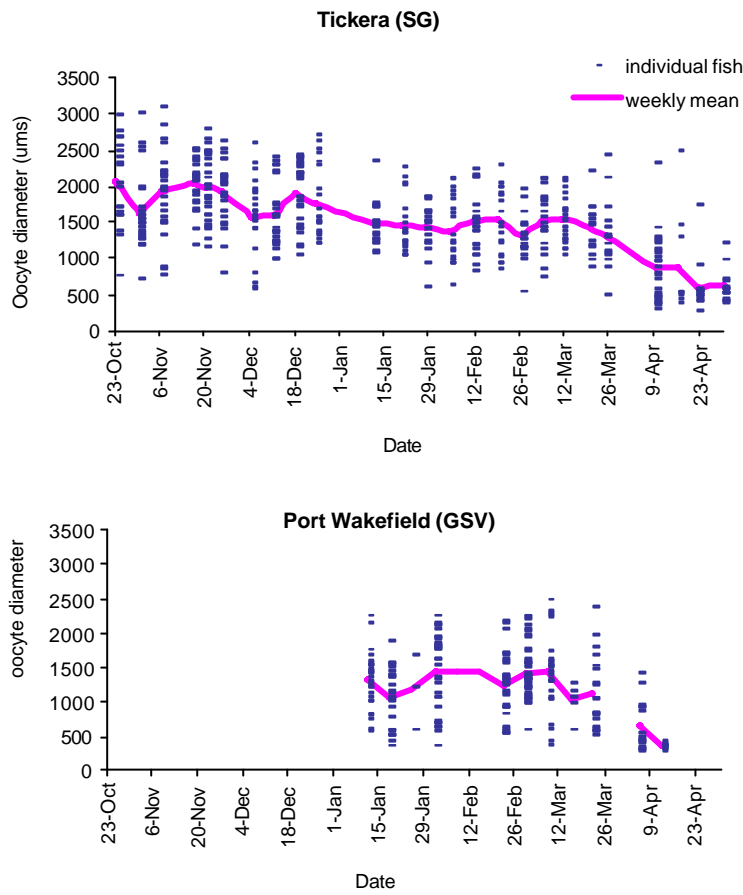 Tickera (SG)
individual fish
weekly mean
Oocyte diameter (ums)
3500
3000
2500
2000
1500
1000
500
0
23-Oct
6-Nov
20-Nov
4-Dec
18-Dec
1-Jan
15-Jan
29-Jan
12-Feb
26-Feb
12-Mar
26-Mar
9-Apr
23-Apr
Date
Port Wakefield (GSV)
oocyte diameter
3500
3000
2500
2000
1500
1000
500
0
23-Oct
6-Nov
20-Nov
4-Dec
18-Dec
1-Jan
15-Jan
29-Jan
12-Feb
26-Feb
12-Mar
26-Mar
9-Apr
23-Apr
Date